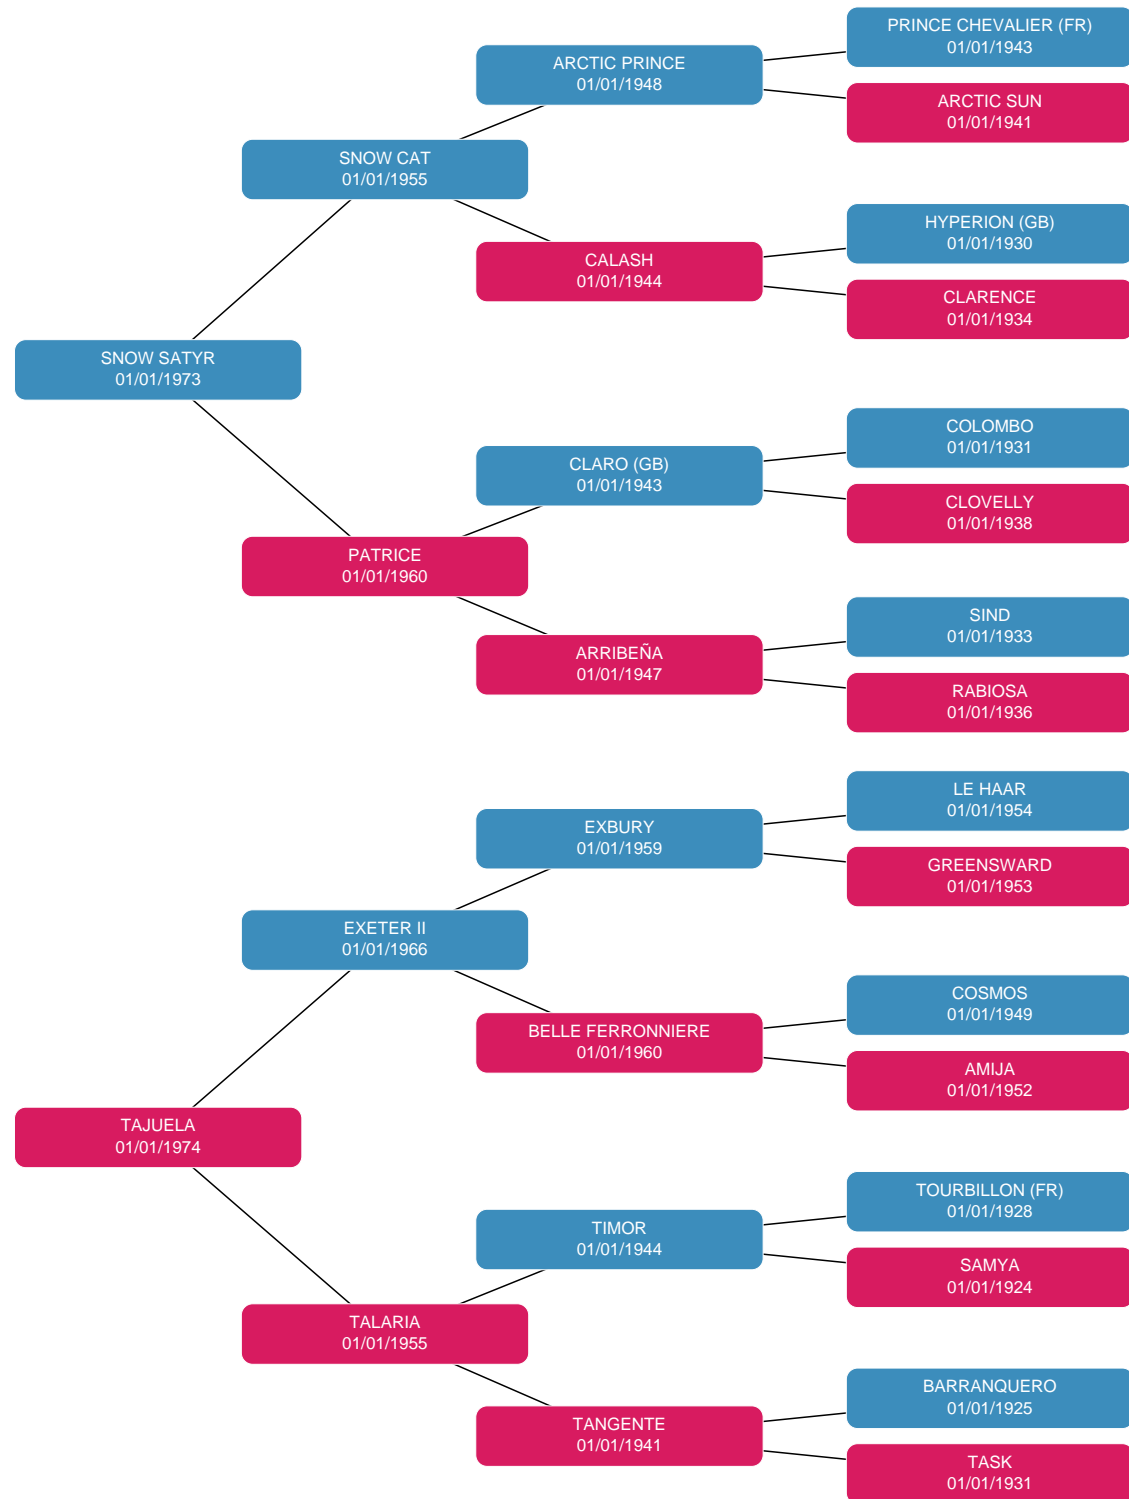 PRINCE CHEVALIER (FR)
01/01/1943
ARCTIC PRINCE
01/01/1948
ARCTIC SUN
01/01/1941
SNOW CAT
01/01/1955
HYPERION (GB)
01/01/1930
CALASH
01/01/1944
CLARENCE
01/01/1934
SNOW SATYR
01/01/1973
COLOMBO
01/01/1931
CLARO (GB)
01/01/1943
CLOVELLY
01/01/1938
PATRICE
01/01/1960
SIND
01/01/1933
ARRIBEÑA
01/01/1947
RABIOSA
01/01/1936
LE HAAR
01/01/1954
EXBURY
01/01/1959
GREENSWARD
01/01/1953
EXETER II
01/01/1966
COSMOS
01/01/1949
BELLE FERRONNIERE
01/01/1960
AMIJA
01/01/1952
TAJUELA
01/01/1974
TOURBILLON (FR)
01/01/1928
TIMOR
01/01/1944
SAMYA
01/01/1924
TALARIA
01/01/1955
BARRANQUERO
01/01/1925
TANGENTE
01/01/1941
TASK
01/01/1931